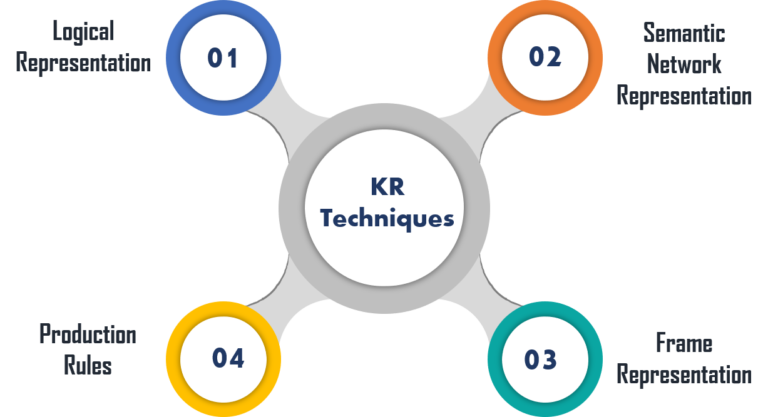 Logical
Representation
01
02
Semantic
Network
Representation
KR
Techniques
Production
Rules
04
03
Frame
Representation